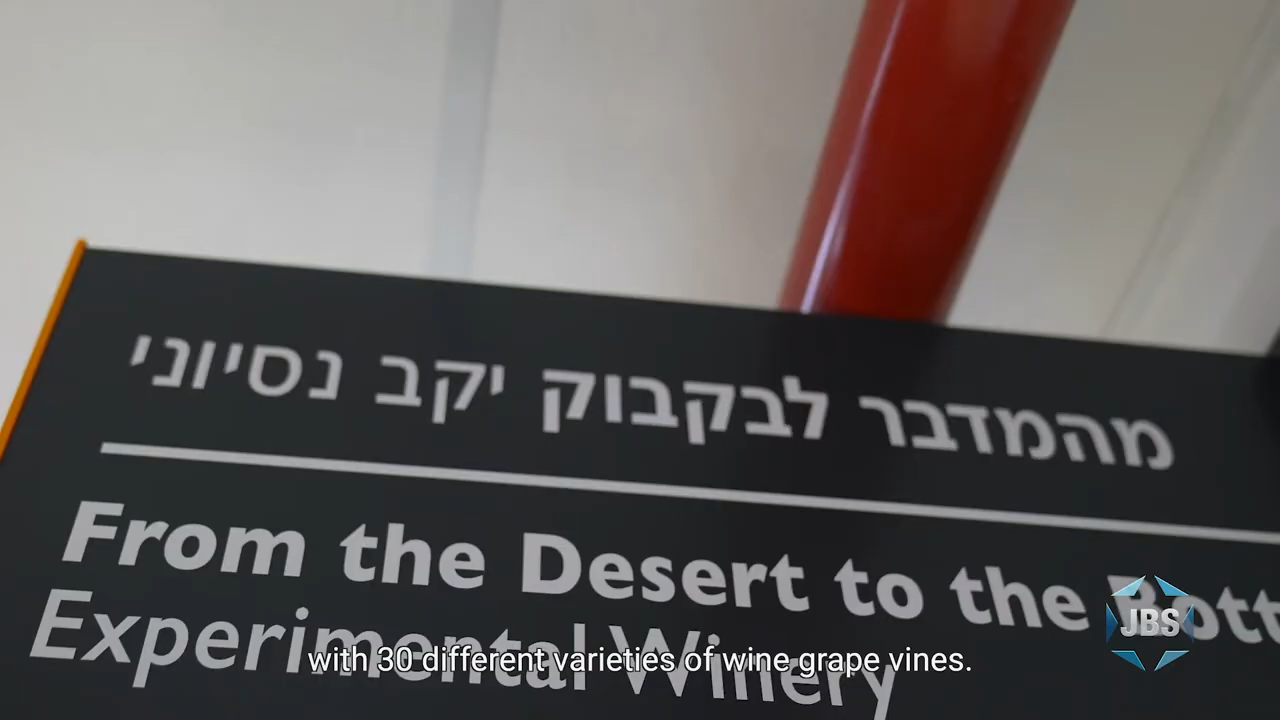 מהמדבר לבקבוק יקב נסיוני
From the Desert to the Bott
Experimental Winery
with 30 different varieties of wine grape vines.
JBS